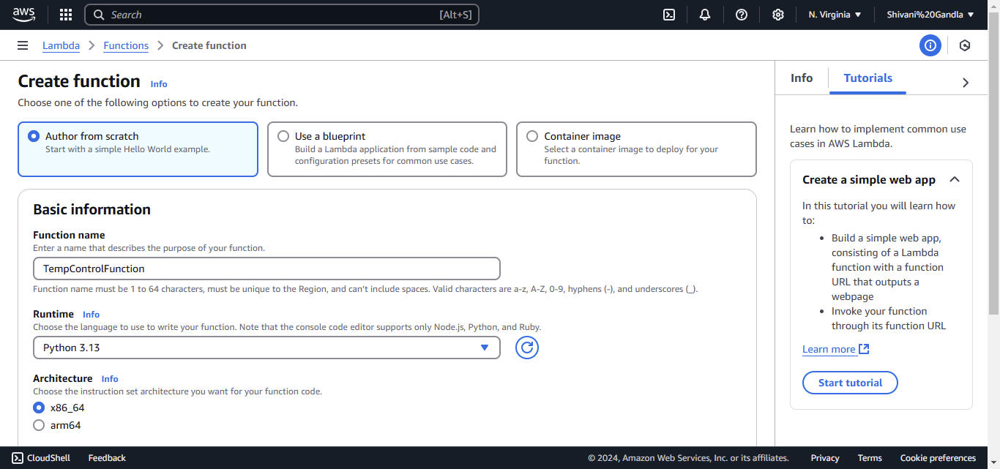 aws
Search [Alt+S]
N. Virginia
Shivani%20Gandla
Lambda Functions Create function
Create function Info
Choose one of the following options to create your function.
Author from scratch
Start with a simple Hello World example.
Use a blueprint
Build a Lambda application from sample code and
configuration presets for common use cases.
Container image
Select a container image to deploy for your
function.
Basic information
Function name
Enter a name that describes the purpose of your function.
TempControlFunction
Function name must be 1 to 64 characters, must be unique to the Region, and can't include spaces. Valid characters are a-z, A-Z, 0-9, hyphens (-), and underscores (_).
Runtime Info
Choose the language to use to write your function. Note that the console code editor supports only Node.js, Python, and Ruby.
Python 3.13
Architecture Info
Choose the instruction set architecture you want for your function code.
x86_64
arm64
Info Tutorials
Learn how to implement common use
cases in AWS Lambda.
Create a simple web app
In this tutorial you will learn how
to:
• Build a simple web app,
consisting of a Lambda
function with a function
URL that outputs a
webpage
• Invoke your function
through its function URL
Learn more
Start tutorial
CloudShell Feedback © 2024, Amazon Web Services, Inc. or its affiliates. Privacy Terms Cookie preferences